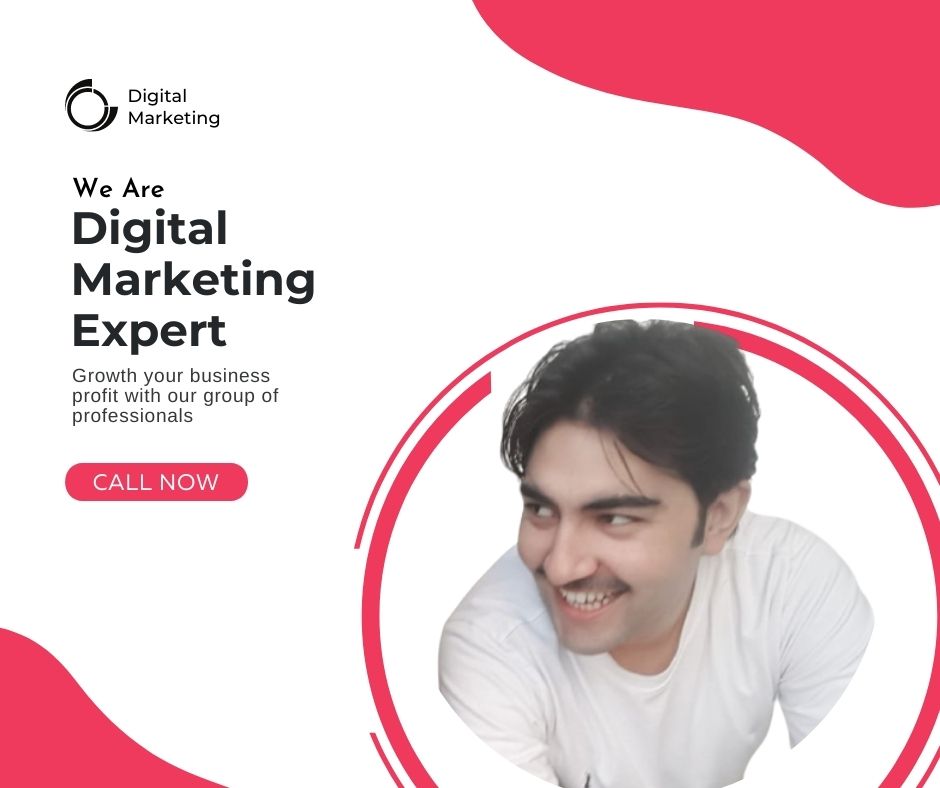 Digital
Marketing
We Are
Digital
Marketing
Expert
Growth your business
profit with our group of
professionals
CALL NOW